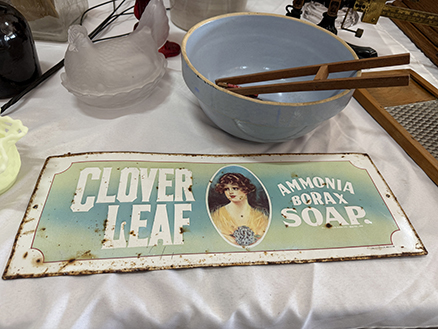 CLOVER
LEAF
AMMONIA
BORAX
SOAP.